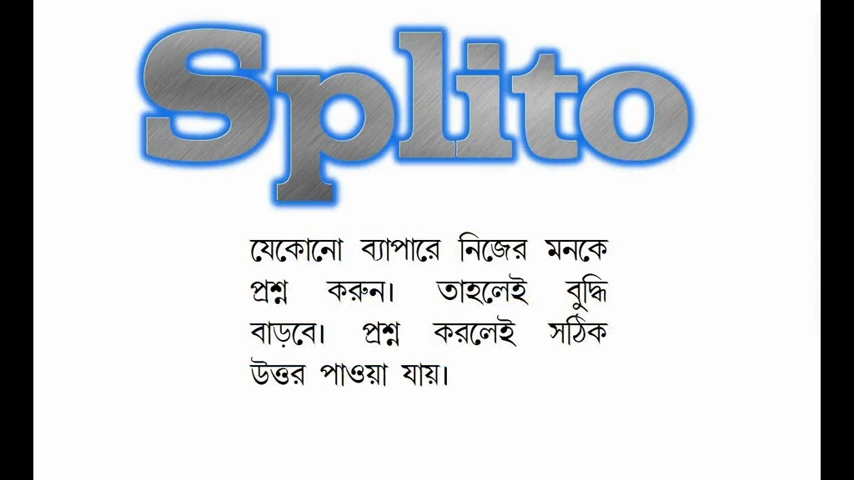 Splito
যেকোনো ব্যাপারে নিজের মনকে
প্রশ্ন করুন। তাহলেই বুদ্ধি
বাড়বে। প্রশ্ন করলেই সঠিক
উত্তর পাওয়া যায়।